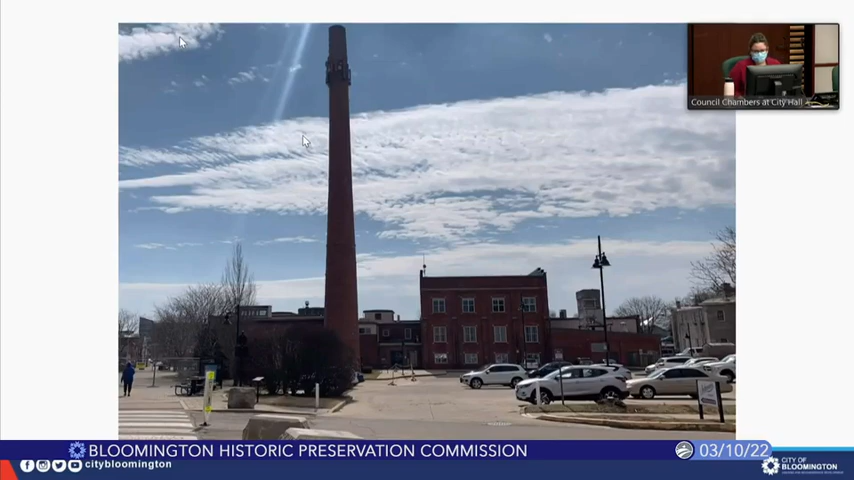 Council Chambers at City Hall
BLOOMINGTON HISTORIC PRESERVATION COMMISSION
03/10/22
citybloomington
CITY OF
BLOOMINGTON